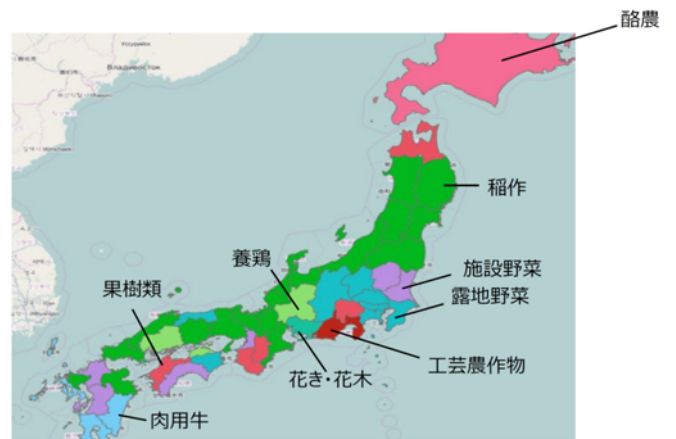 酪農
稲作
養鶏
施設野菜
果樹類
露地野菜
工芸農作物
花き・花木
肉用牛